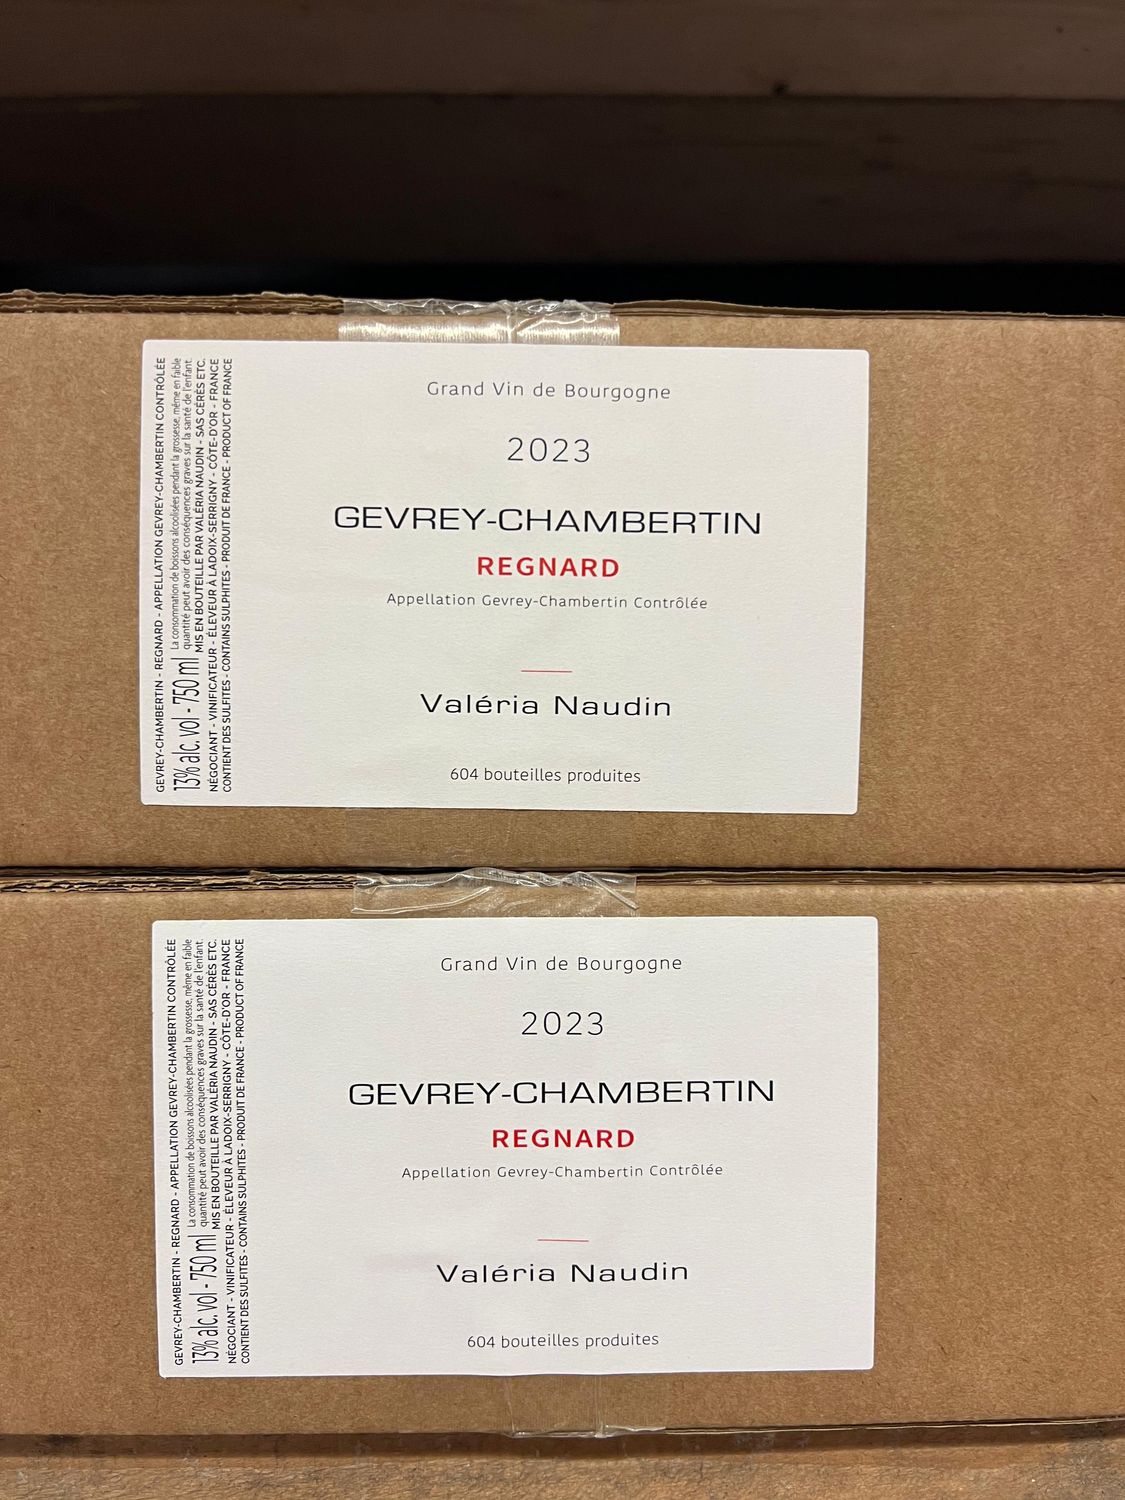 Grand Vin de Bourgogne
2023
GEVREY-CHAMBERTIN
REGNARD
Appellation Gevrey-Chambertin Contrôlée
Valéria Naudin
604 bouteilles produites
GEVREY-CHAMBERTIN - REGNARD - APPELLATION GEVREY-CHAMBERTIN CONTRÔLÉE
13% alc. vol - 750 ml
La consommation de boissons alcoolisées pendant la grossesse, même en faible
quantité peut avoir des conséquences graves sur la santé de l'enfant.
MIS EN BOUTEILLE PAR VALÉRIA NAUDIN - SAS CÉRÈS ETC.
NÉGOCIANT - VINIFICATEUR - ÉLEVEUR À LADOIX-SERRIGNY - CÔTE-D'OR - FRANCE
CONTIENT DES SULFITES - CONTAINS SULPHITES - PRODUIT DE FRANCE - PRODUCT OF FRANCE
Grand Vin de Bourgogne
2023
GEVREY-CHAMBERTIN
REGNARD
Appellation Gevrey-Chambertin Contrôlée
Valéria Naudin
604 bouteilles produites
GEVREY-CHAMBERTIN - REGNARD - APPELLATION GEVREY-CHAMBERTIN CONTRÔLÉE
13% alc. vol - 750 ml
La consommation de boissons alcoolisées pendant la grossesse, même en faible
quantité peut avoir des conséquences graves sur la santé de l'enfant.
MIS EN BOUTEILLE PAR VALÉRIA NAUDIN - SAS CÉRÈS ETC.
NÉGOCIANT - VINIFICATEUR - ÉLEVEUR À LADOIX-SERRIGNY - CÔTE-D'OR - FRANCE
CONTIENT DES SULFITES - CONTAINS SULPHITES - PRODUIT DE FRANCE - PRODUCT OF FRANCE